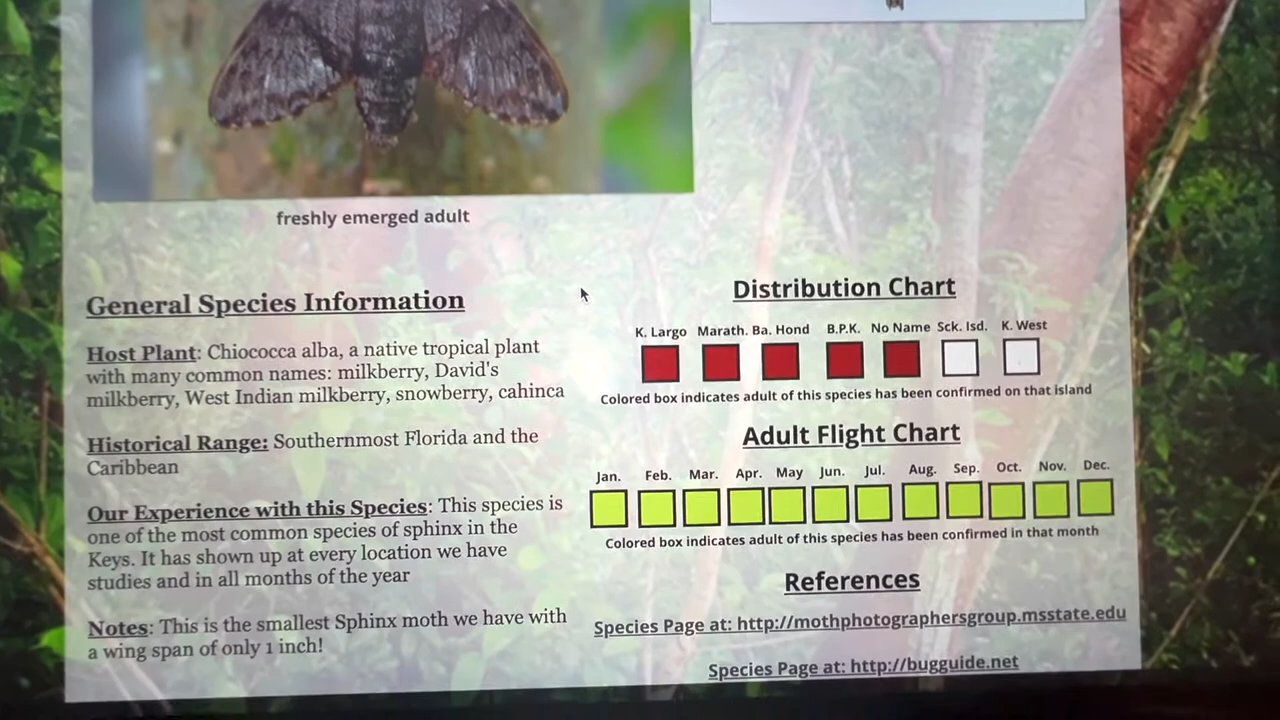 freshly emerged adult
General Species Information
Host Plant: Chiococca alba, a native tropical plant
with many common names: milkberry, David's
milkberry, West Indian milkberry, snowberry, cahinca
Historical Range: Southernmost Florida and the
Caribbean
Our Experience with this Species: This species is
one of the most common species of sphinx in the
Keys. It has shown up at every location we have
studies and in all months of the year
Notes: This is the smallest Sphinx moth we have with
a wing span of only 1 inch!
Distribution Chart
K. Largo Marath. Ba. Hond B.P.K. No Name Sck. Isd. K. West
Colored box indicates adult of this species has been confirmed on that island
Adult Flight Chart
Jan. Feb. Mar. Apr. May Jun. Jul. Aug. Sep. Oct. Nov. Dec.
Colored box indicates adult of this species has been confirmed in that month
References
Species Page at: http://mothphotographersgroup.msstate.edu
Species Page at: http://bugguide.net